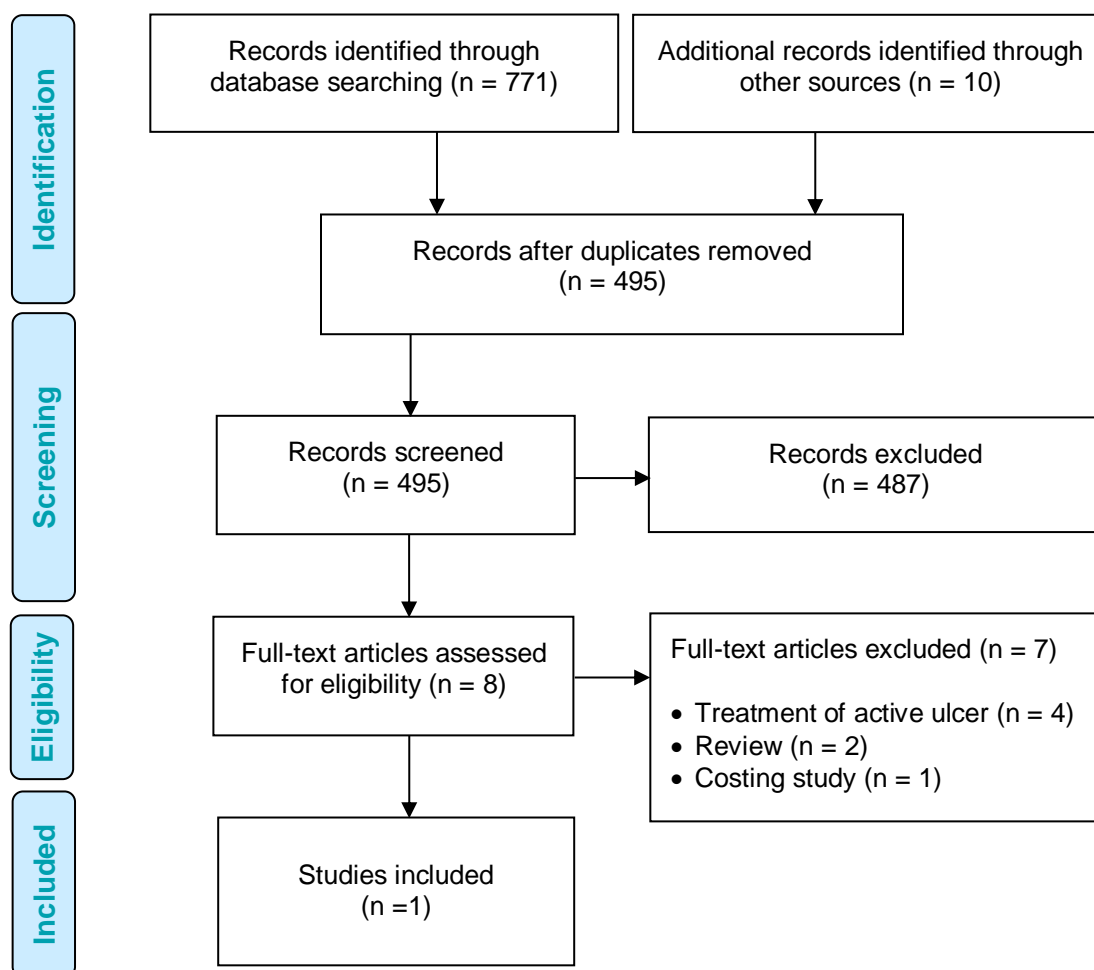 Identification
Records identified through
database searching (n = 771)
Additional records identified through
other sources (n = 10)
Records after duplicates removed
(n = 495)
Screening
Records screened
(n = 495)
Records excluded
(n = 487)
Eligibility
Full-text articles assessed
for eligibility (n = 8)
Full-text articles excluded (n = 7)
• Treatment of active ulcer (n = 4)
• Review (n = 2)
• Costing study (n = 1)
Included
Studies included
(n =1)